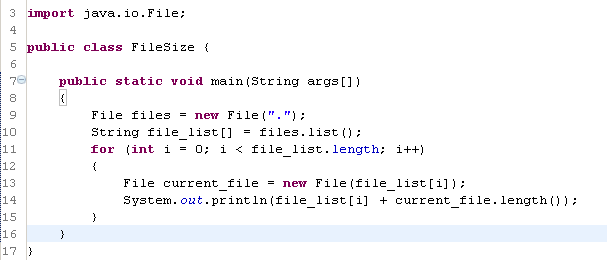 3 import java.io.File;
4
5 public class FileSize {
6
7 public static void main(String args[])
8 {
9 File files = new File(".");
10 String file_list[] = files.list();
11 for (int i = 0; i < file_list.length; i++)
12 {
13 File current_file = new File(file_list[i]);
14 System.out.println(file_list[i] + current_file.length());
15 }
16 }
17 }